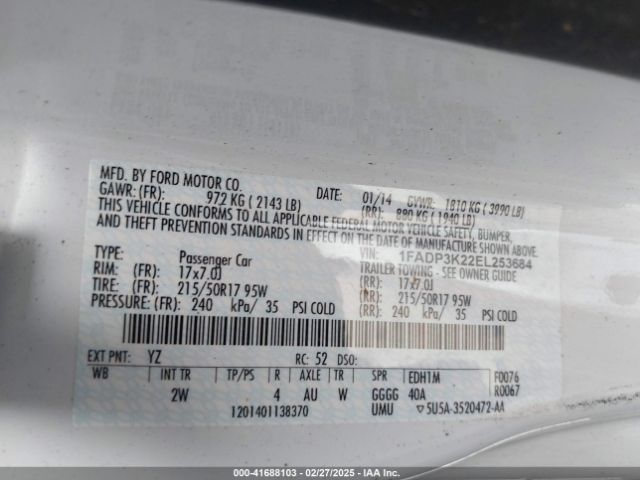 MFD. BY FORD MOTOR CO. DATE: 01/14 GVWR: 1810 KG ( 3990 LB)
GAWR: (FR): 972 KG ( 2143 LB) (RR): 880 KG ( 1940 LB)
THIS VEHICLE CONFORMS TO ALL APPLICABLE FEDERAL MOTOR VEHICLE SAFETY, BUMPER,
AND THEFT PREVENTION STANDARDS IN EFFECT ON THE DATE OF MANUFACTURE SHOWN ABOVE.
VIN: 1FADP3K22EL253684
TYPE: Passenger Car TRAILER TOWING - SEE OWNER GUIDE
RIM: (FR): 17x7.0J (RR): 17x7.0J
TIRE: (FR): 215/50R17 95W (RR): 215/50R17 95W
PRESSURE: (FR): 240 kPa/ 35 PSI COLD (RR): 240 kPa/ 35 PSI COLD
EXT PNT: YZ RC: 52 DSO:
WB INT TR TP/PS R AXLE TR SPR EDH1M F0076
2W 4 AU W GGGG 40A R0067
1201401138370 UMU ▽ 5U5A-3520472-AA
000-41688103 - 02/27/2025 - IAA Inc.